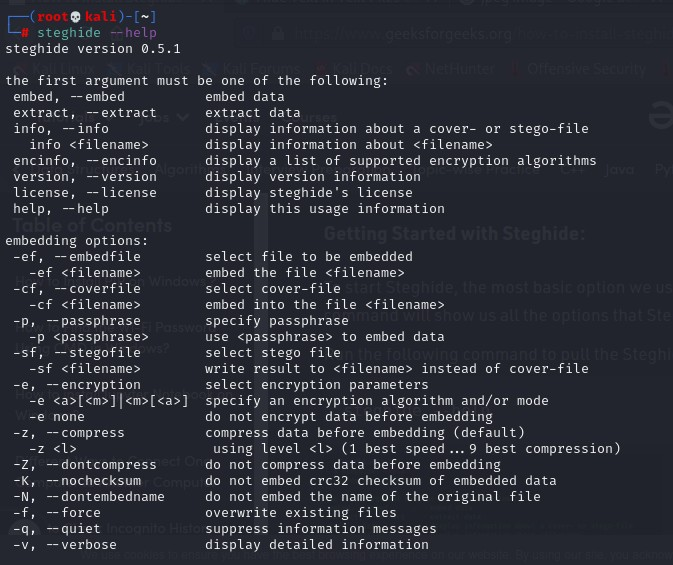 ┌──(root💀kali)-[~]
└─# steghide --help
steghide version 0.5.1

the first argument must be one of the following:
 embed, --embed          embed data
 extract, --extract      extract data
 info, --info            display information about a cover- or stego-file
   info <filename>       display information about <filename>
 encinfo, --encinfo      display a list of supported encryption algorithms
 version, --version      display version information
 license, --license      display steghide's license
 help, --help            display this usage information

embedding options:
 -ef, --embedfile        select file to be embedded
   -ef <filename>        embed the file <filename>
 -cf, --coverfile        select cover-file
   -cf <filename>        embed into the file <filename>
 -p, --passphrase        specify passphrase
   -p <passphrase>       use <passphrase> to embed data
 -sf, --stegofile        select stego file
   -sf <filename>        write result to <filename> instead of cover-file
 -e, --encryption        select encryption parameters
   -e <a>[<m>]|<m>[<a>]  specify an encryption algorithm and/or mode
   -e none               do not encrypt data before embedding
 -z, --compress          compress data before embedding (default)
   -z <l>                 using level <l> (1 best speed...9 best compression)
 -Z, --dontcompress      do not compress data before embedding
 -K, --nochecksum        do not embed crc32 checksum of embedded data
 -N, --dontembedname     do not embed the name of the original file
 -f, --force             overwrite existing files
 -q, --quiet             suppress information messages
 -v, --verbose           display detailed information
Table of Contents
Getting Started with Steghide: